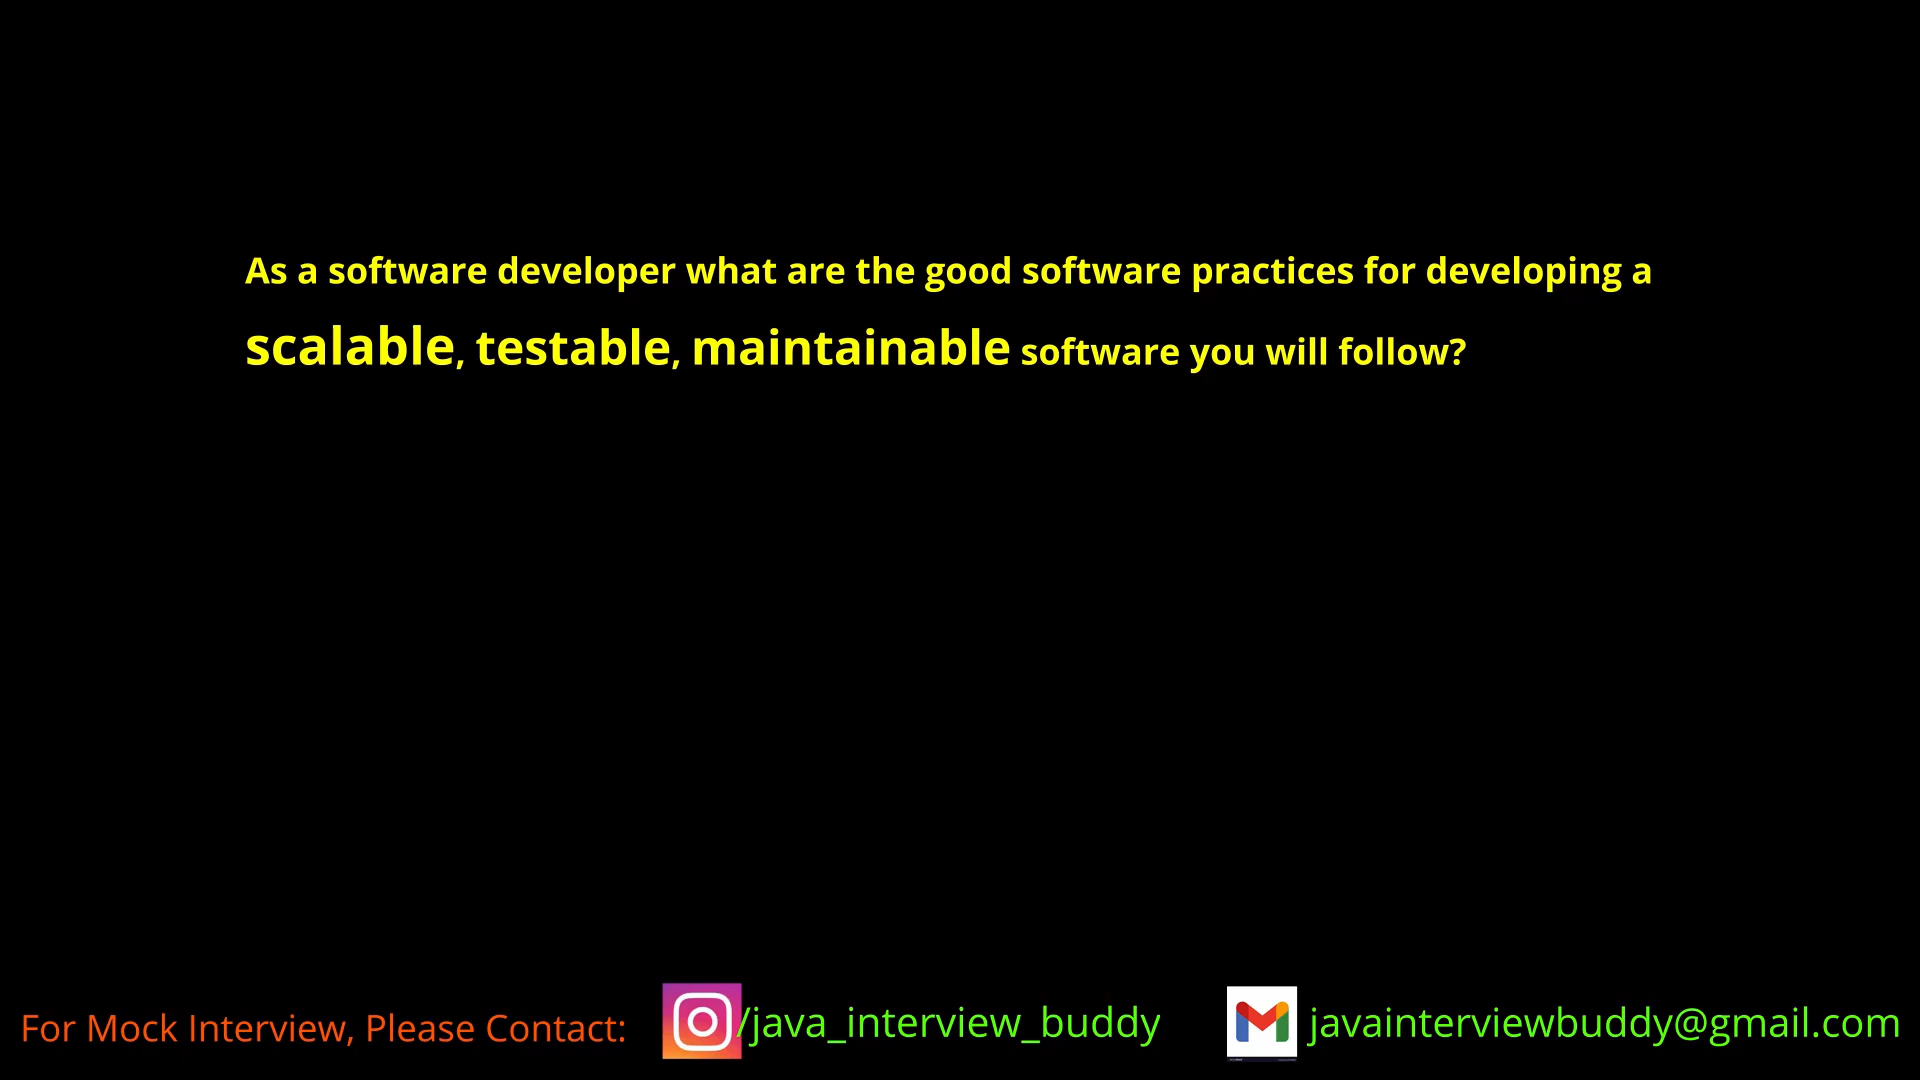 As a software developer what are the good software practices for developing a
scalable, testable, maintainable software you will follow?
For Mock Interview, Please Contact: /java_interview_buddy javainterviewbuddy@gmail.com